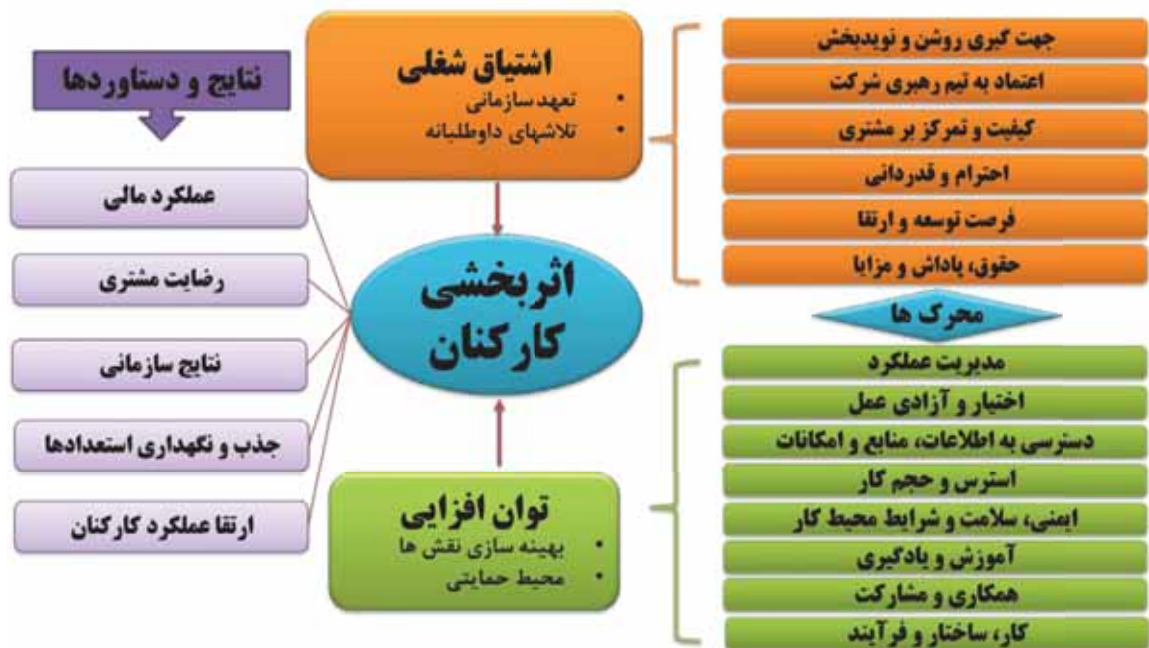 جهت گیری روشن و نویدبخش
اعتماد به تیم رهبری شرکت
کیفیت و تمرکز بر مشتری
احترام و قدردانی
فرصت توسعه و ارتقا
حقوق، پاداش و مزایا
محرک ها
مدیریت عملکرد
اختیار و آزادی عمل
دسترسی به اطلاعات، منابع و امکانات
استرس و حجم کار
ایمنی، سلامت و شرایط محیط کار
آموزش و یادگیری
همکاری و مشارکت
کار، ساختار و فرآیند
اشتیاق شغلی
• تعهد سازمانی
• تلاشهای داوطلبانه
اثربخشی
کارکنان
توان افزایی
• بهینه سازی نقش ها
• محیط حمایتی
نتایج و دستاوردها
عملکرد مالی
رضایت مشتری
نتایج سازمانی
جذب و نگهداری استعدادها
ارتقا عملکرد کارکنان